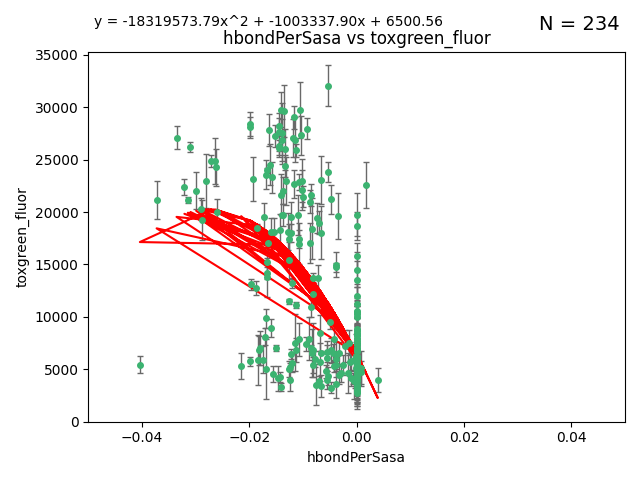 y = -18319573.79x^2 + -1003337.90x + 6500.56
N = 234
hbondPerSasa vs toxgreen_fluor
35000
30000
25000
20000
15000
10000
5000
0
toxgreen_fluor
−0.04
−0.02
0.00
0.02
0.04
hbondPerSasa